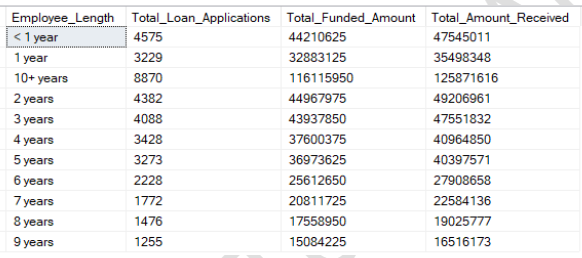 Employee_Length Total_Loan_Applications Total_Funded_Amount Total_Amount_Received
< 1 year 4575 44210625 47545011
1 year 3229 32883125 35498348
10+ years 8870 116115950 125871616
2 years 4382 44967975 49206961
3 years 4088 43937850 47551832
4 years 3428 37600375 40964850
5 years 3273 36973625 40397571
6 years 2228 25612650 27908658
7 years 1772 20811725 22584136
8 years 1476 17558950 19025777
9 years 1255 15084225 16516173